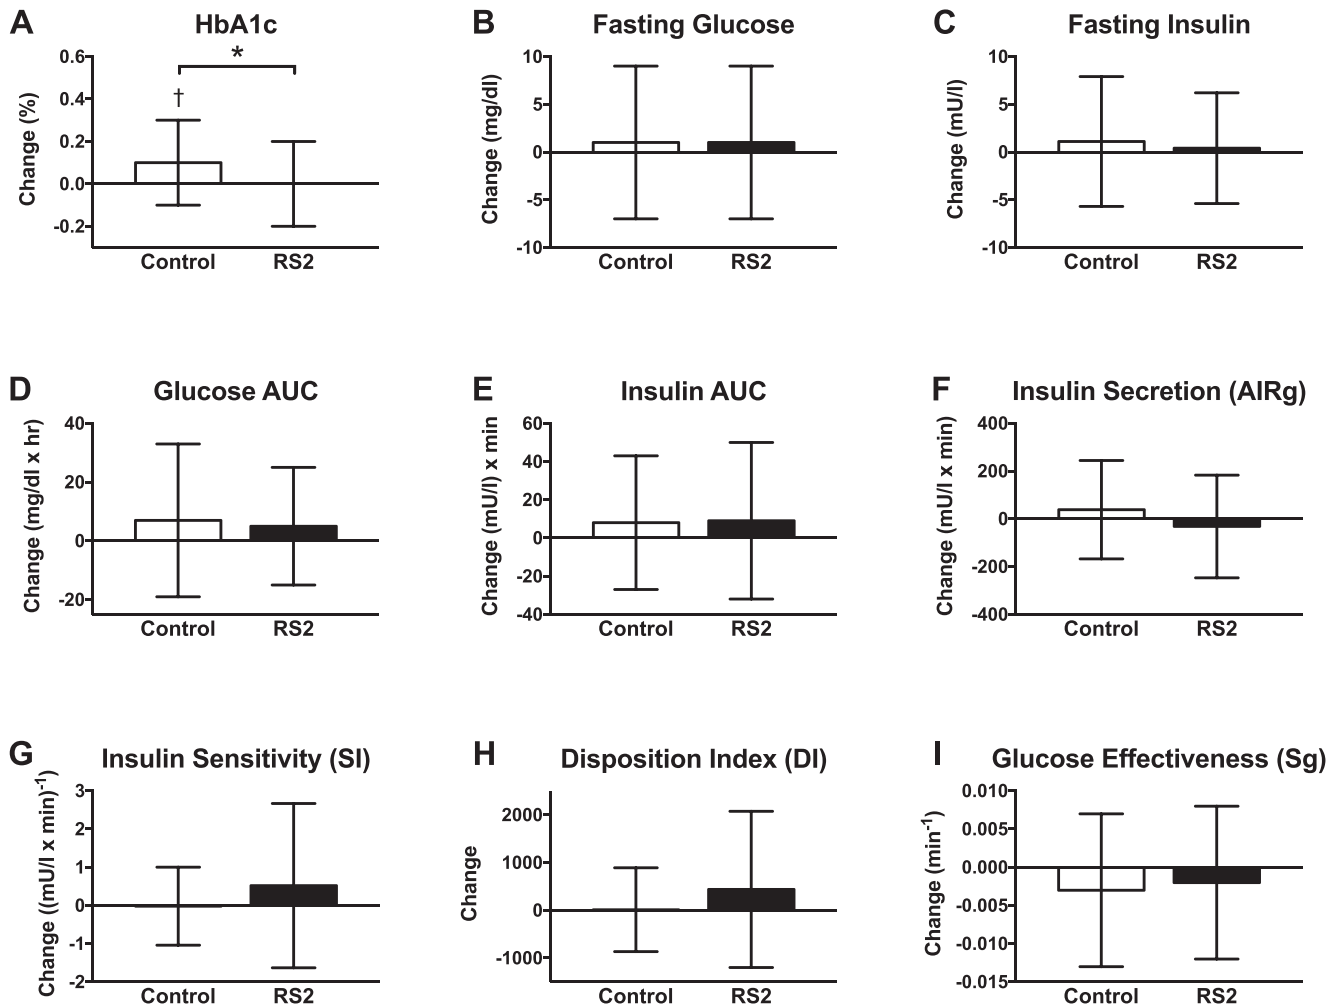 A HbA1c
Change (%)
0.6
0.4
0.2
0.0
-0.2
*
†
Control RS2
B Fasting Glucose
Change (mg/dl)
10
5
0
-5
-10
Control RS2
C Fasting Insulin
Change (mU/l)
10
5
0
-5
-10
Control RS2
D Glucose AUC
Change (mg/dl x hr)
40
20
0
-20
Control RS2
E Insulin AUC
Change (mU/l) x min
60
40
20
0
-20
-40
Control RS2
F Insulin Secretion (AIRg)
Change (mU/l x min)
400
200
0
-200
-400
Control RS2
G Insulin Sensitivity (SI)
Change ((mU/l x min)⁻¹)
3
2
1
0
-1
-2
Control RS2
H Disposition Index (DI)
Change
2000
1000
0
-1000
Control RS2
I Glucose Effectiveness (Sg)
Change (min⁻¹)
0.010
0.005
0.000
-0.005
-0.010
-0.015
Control RS2